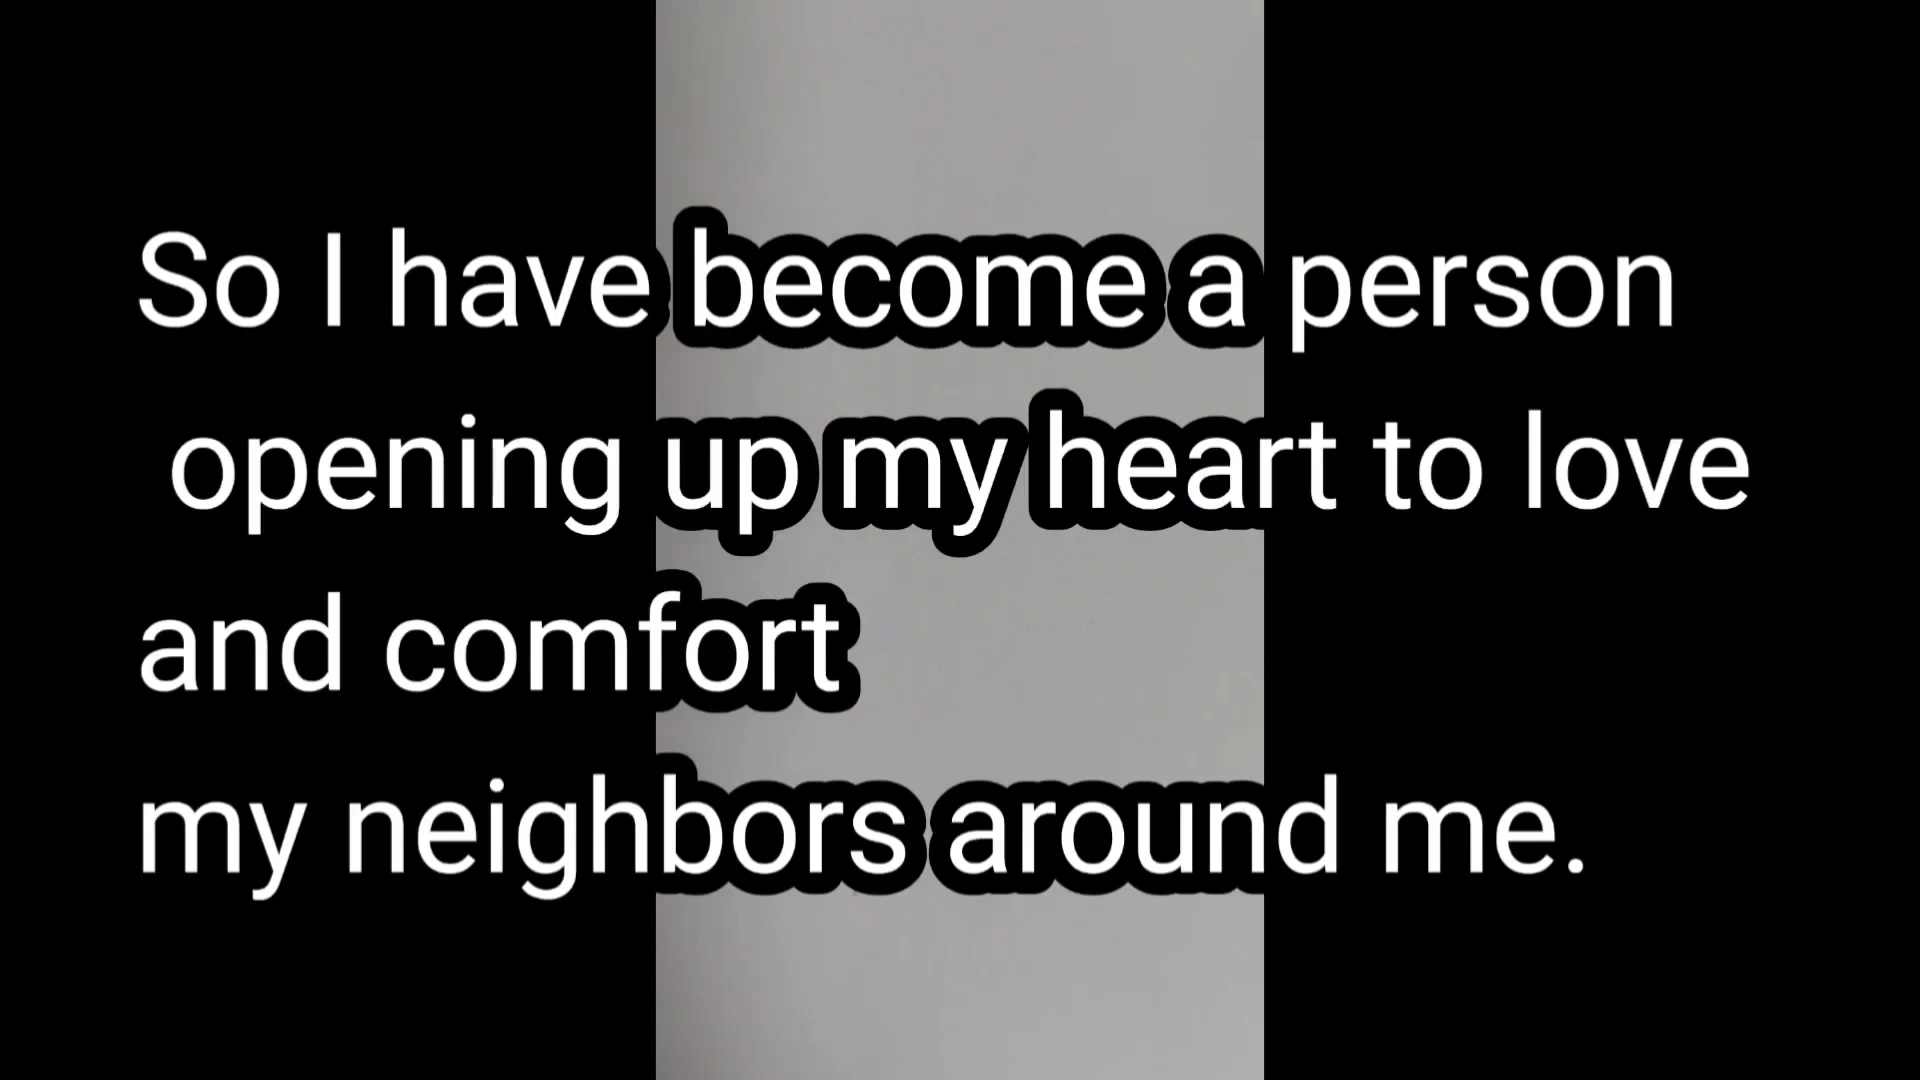 So I have become a person
opening up my heart to love
and comfort
my neighbors around me.